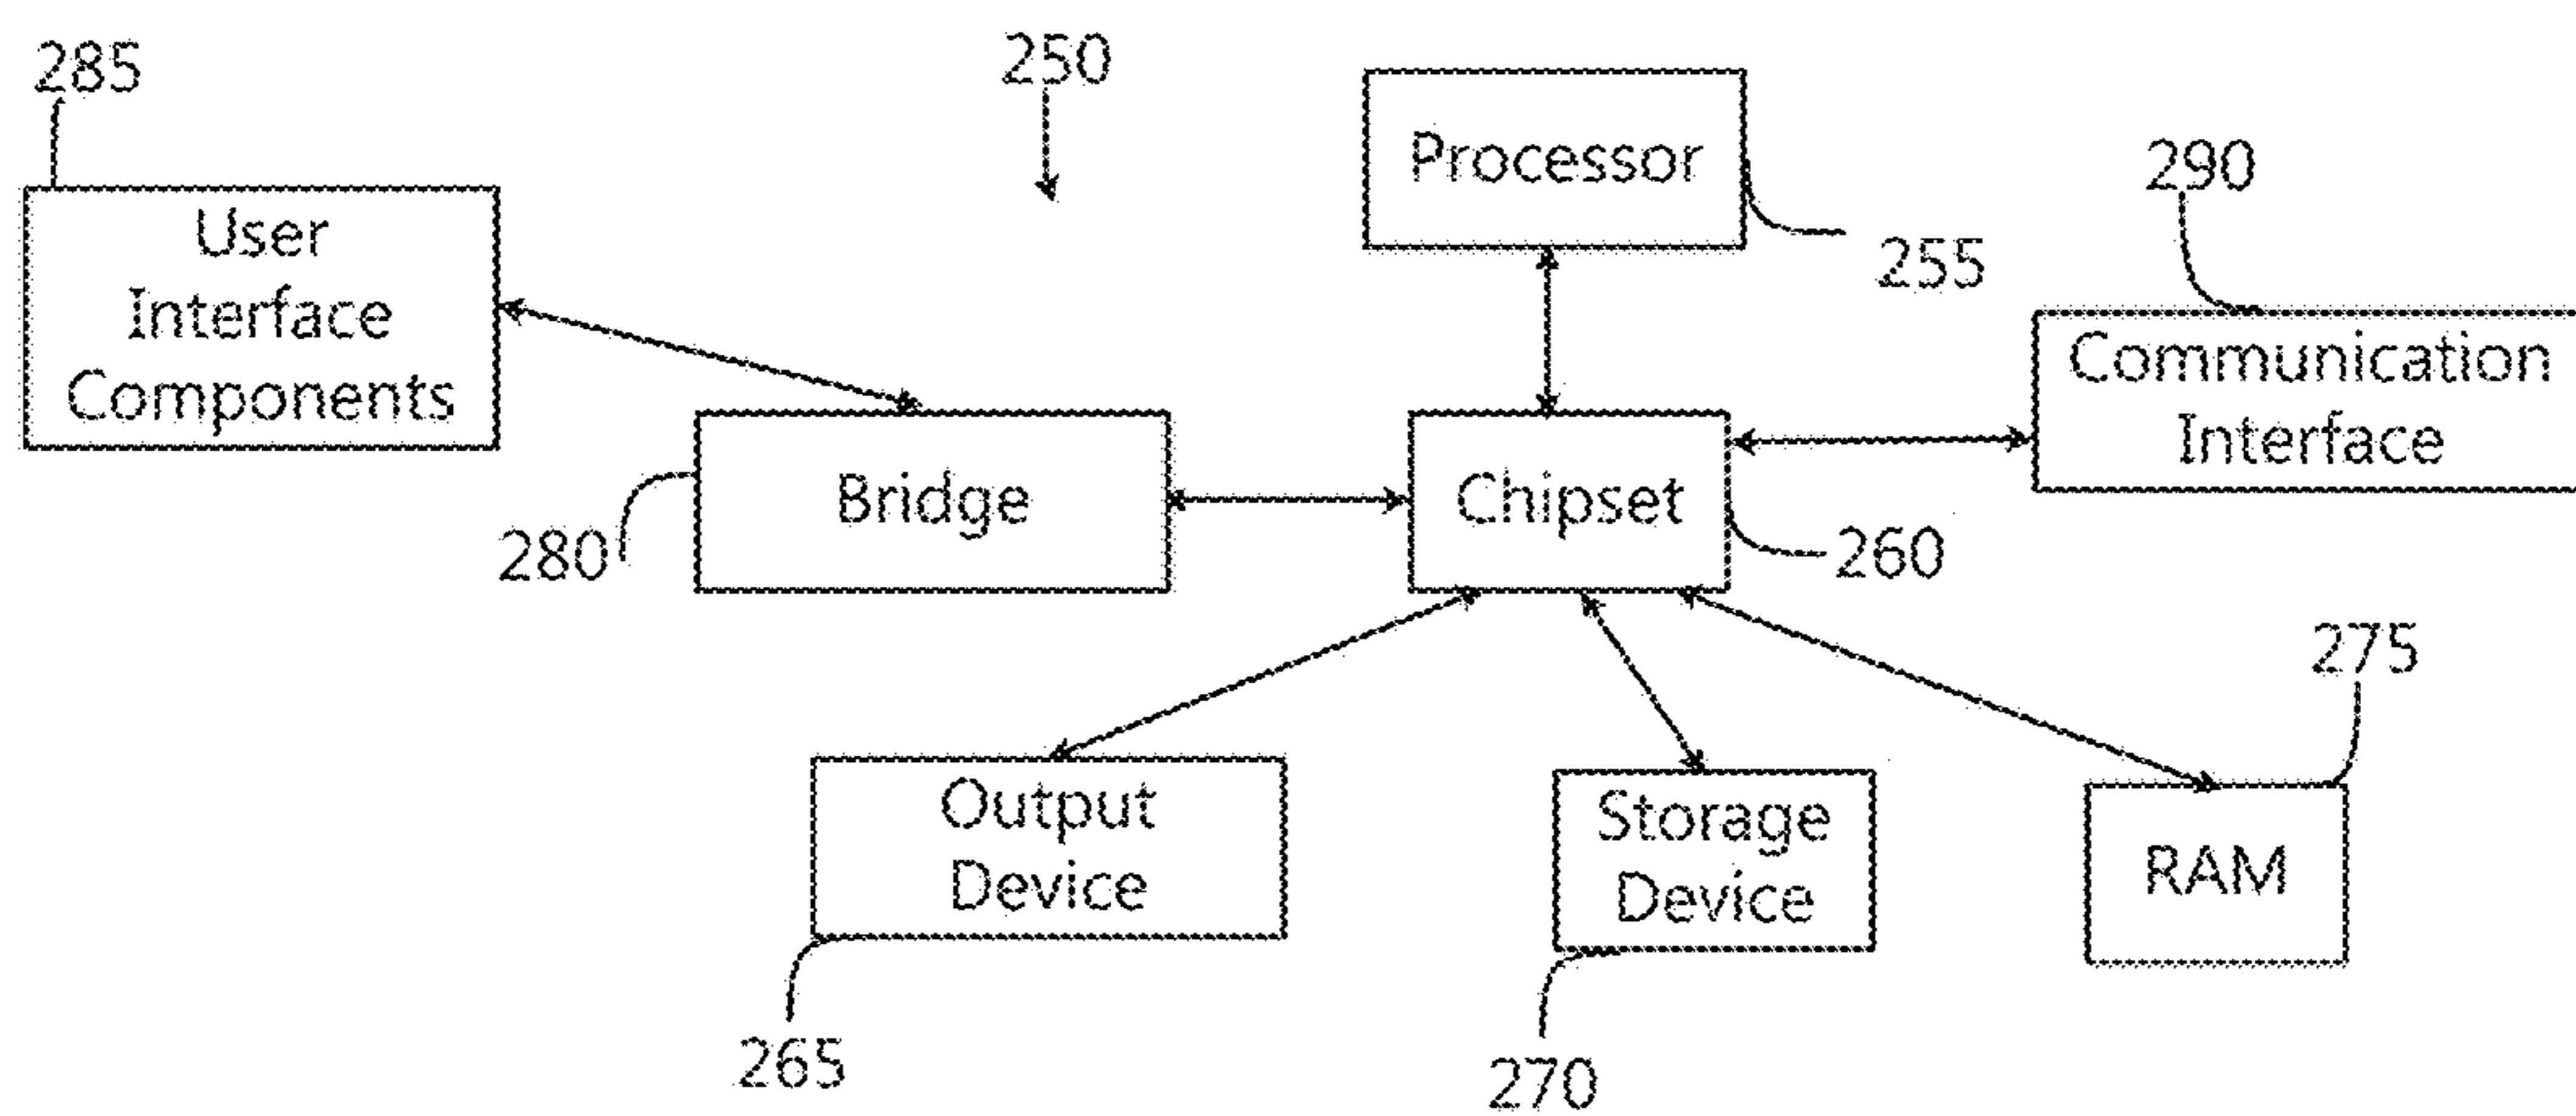 285
250
Processor
290
User
Interface
Components
255
Communication
Interface
Bridge
Chipset
280
260
275
Output
Device
Storage
Device
RAM
265
270